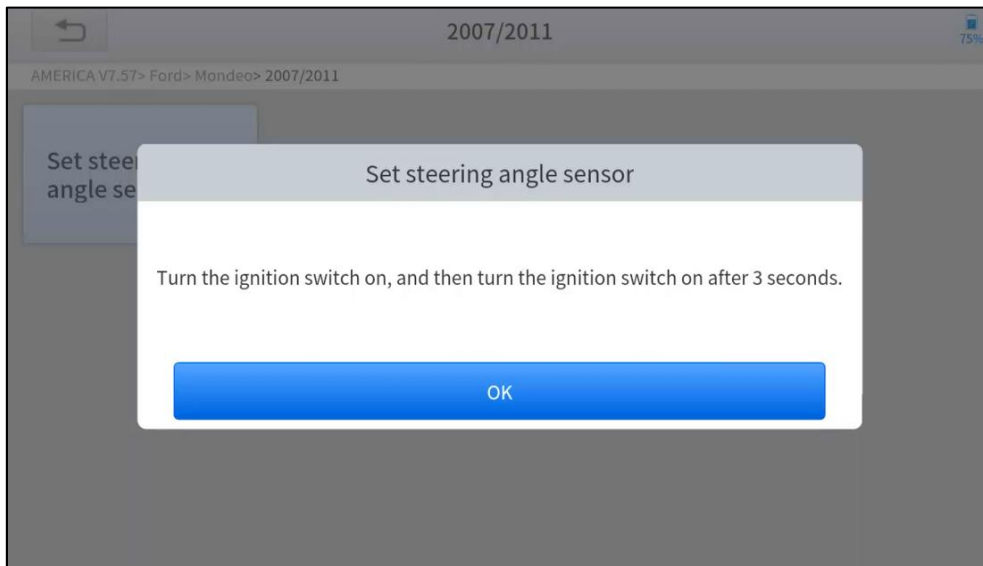 2007/2011
75%
AMERICA V7.57> Ford> Mondeo> 2007/2011
Set steering angle sensor
Set stee
angle se
Turn the ignition switch on, and then turn the ignition switch on after 3 seconds.
OK